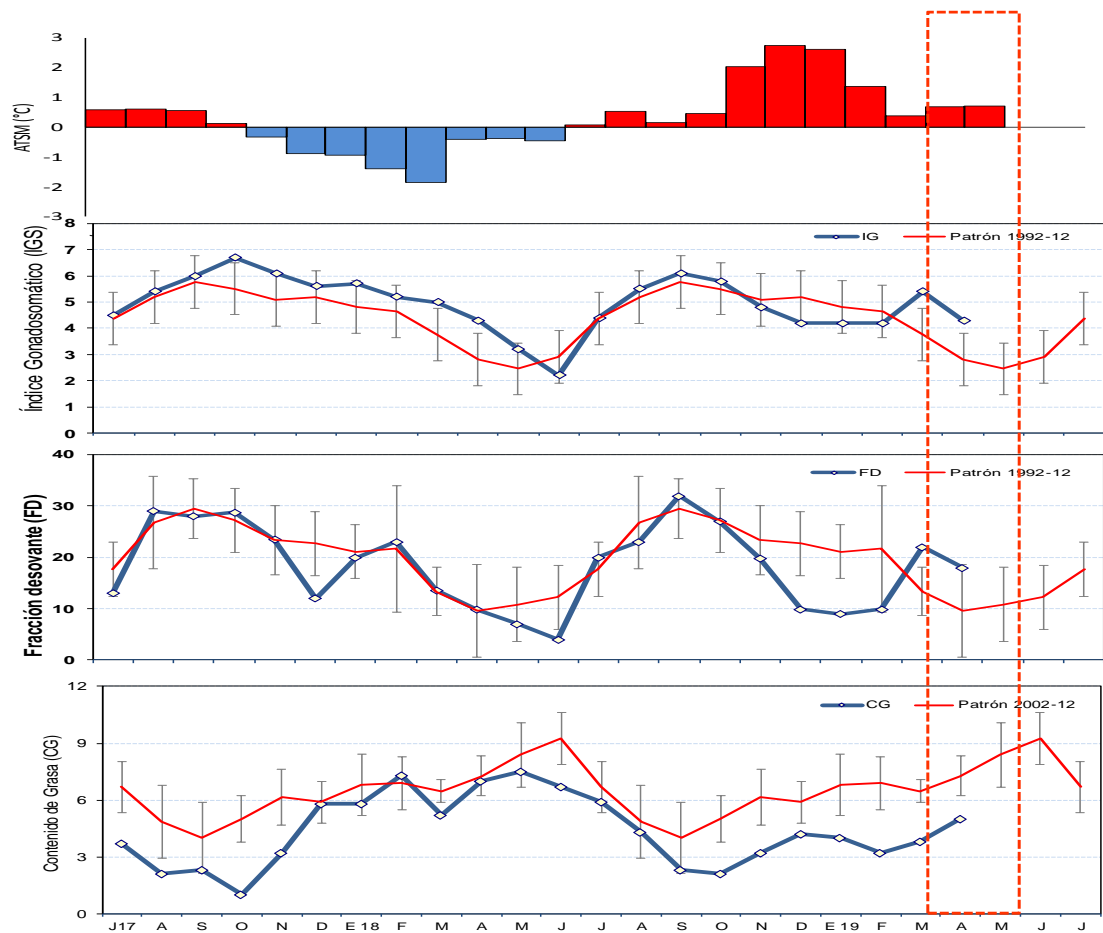 ATSM (°C)
3
2
1
0
-1
-2
-3
Índice Gonadosomático (IGS)
8
7
6
5
4
3
2
1
0
IG
Patrón 1992-12
Fracción desovante (FD)
40
30
20
10
0
FD
Patrón 1992-12
Contenido de Grasa (CG)
12
9
6
3
0
CG
Patrón 2002-12
J17 A S O N D E 18 F M A M J J A S O N D E 19 F M A M J J